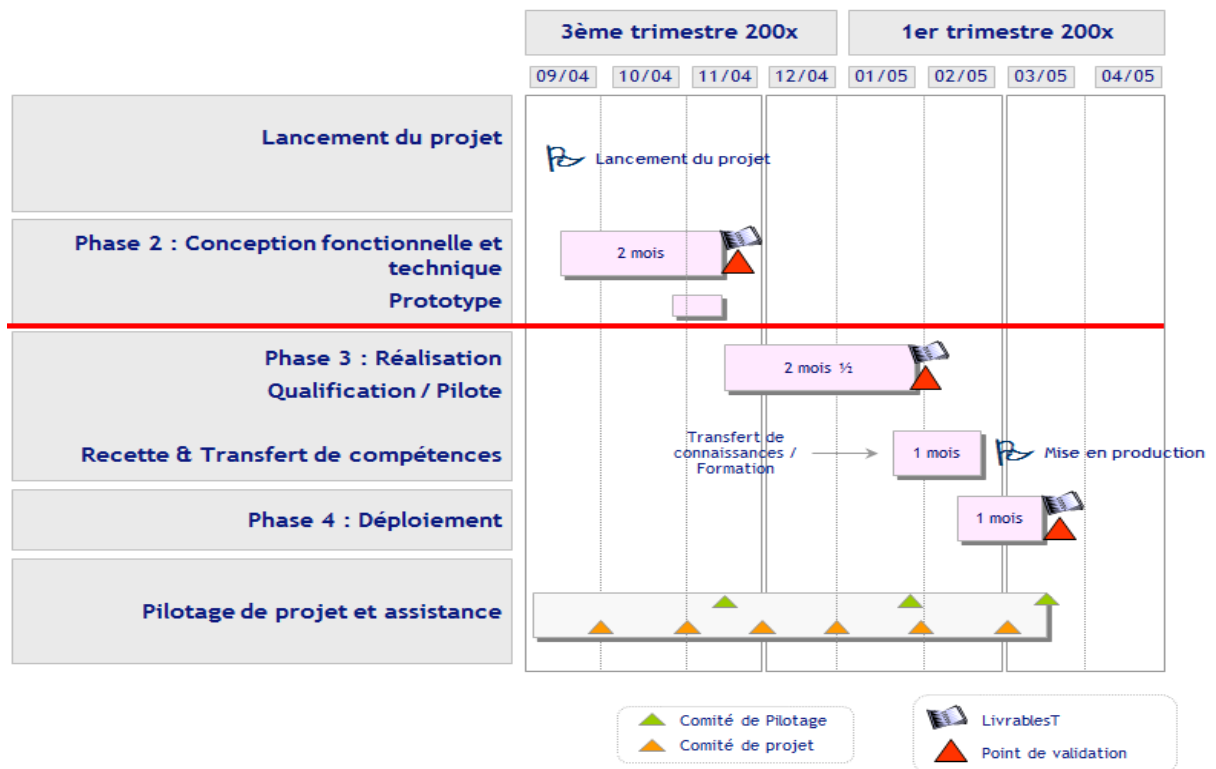 3ème trimestre 200x
1er trimestre 200x
09/04
10/04
11/04
12/04
01/05
02/05
03/05
04/05
Lancement du projet
Lancement du projet
Phase 2 : Conception fonctionnelle et
technique
2 mois
Prototype
Phase 3 : Réalisation
2 mois ½
Qualification / Pilote
Transfert de
connaissances /
Formation
Recette & Transfert de compétences
1 mois
Mise en production
Phase 4 : Déploiement
1 mois
Pilotage de projet et assistance
Comité de Pilotage
Comité de projet
LivrablesT
Point de validation